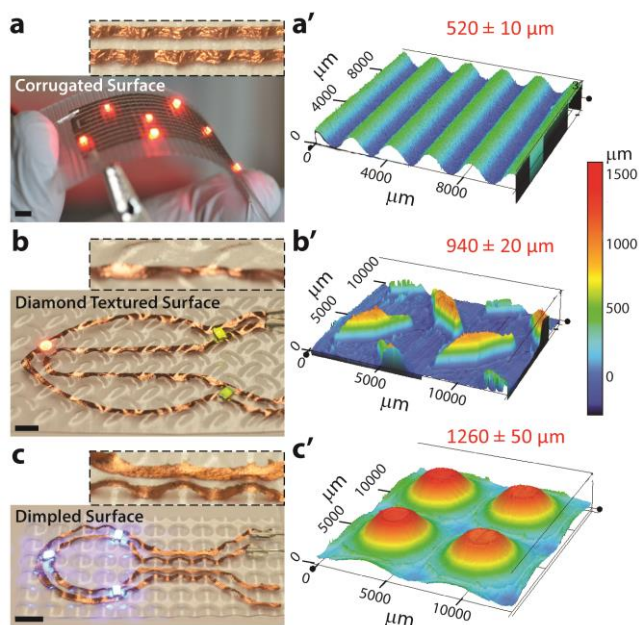 a
Corrugated Surface
a'
520 ± 10 µm
µm
8000
4000
0
0
4000
8000
µm
b
Diamond Textured Surface
b'
940 ± 20 µm
µm
10000
5000
0
0
5000
10000
µm
µm
1500
1000
500
0
c
Dimpled Surface
c'
1260 ± 50 µm
µm
10000
5000
0
0
5000
10000
µm